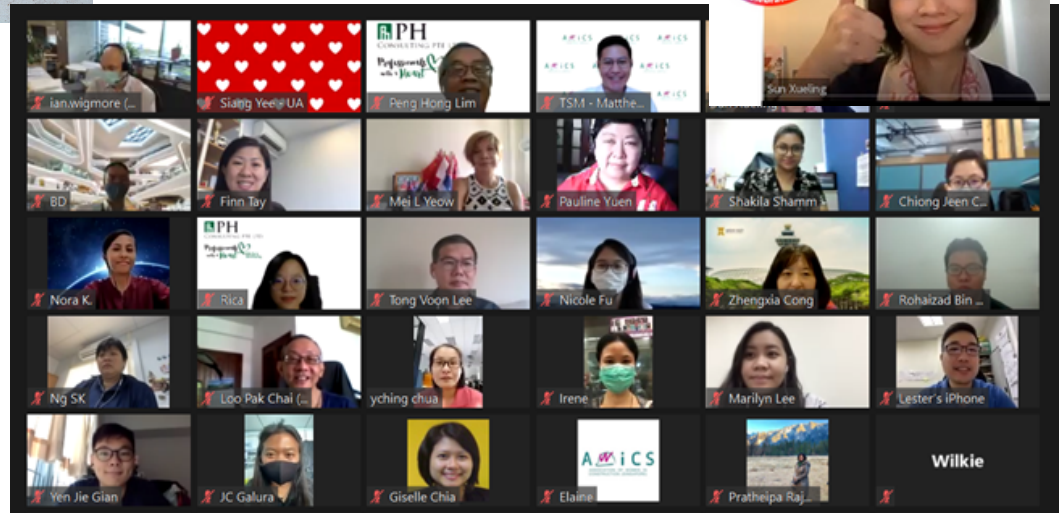 ian.wigmore (...
Siang Yee - UA
PH
CONSULTING PTE LTD
Professionals
with a Heart
Peng Hong Lim
AWiCS
TSM - Matthe...
Sun Xueling
BD
Finn Tay
Mei L Yeow
Pauline Yuen
Shakila Shamm
Chiong Jeen C...
Nora K.
PH
CONSULTING PTE LTD
Professionals
with a Heart
Rica
Tong Voon Lee
Nicole Fu
Zhengxia Cong
Rohaizad Bin ...
Ng SK
Loo Pak Chai (...
yching chua
Irene
Marilyn Lee
Lester's iPhone
Yen Jie Gian
JC Galura
Giselle Chia
AWiCS
Elaine
Pratheipa Raj...
Wilkie